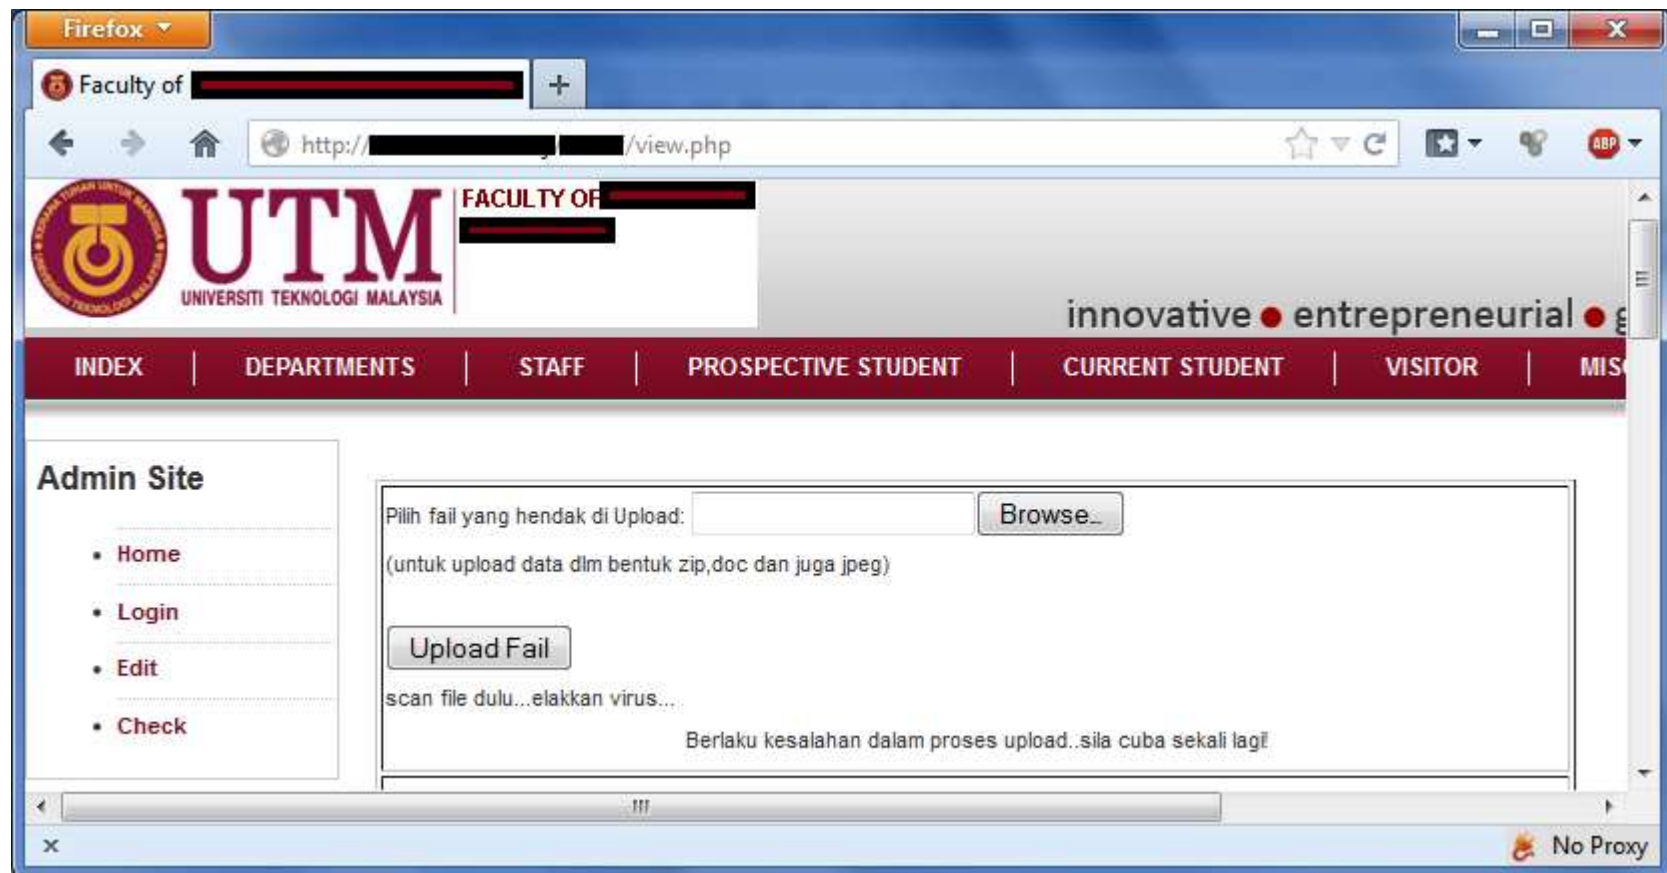 Firefox
Faculty of
http://
/view.php
ABP
UTM
UNIVERSITI TEKNOLOGI MALAYSIA
FACULTY OF
innovative ● entrepreneurial ● g
INDEX | DEPARTMENTS | STAFF | PROSPECTIVE STUDENT | CURRENT STUDENT | VISITOR | MIS
Admin Site
• Home
• Login
• Edit
• Check
Pilih fail yang hendak di Upload:
Browse...
(untuk upload data dlm bentuk zip,doc dan juga jpeg)
Upload Fail
scan file dulu...elakkan virus...
Berlaku kesalahan dalam proses upload..sila cuba sekali lagi!
No Proxy